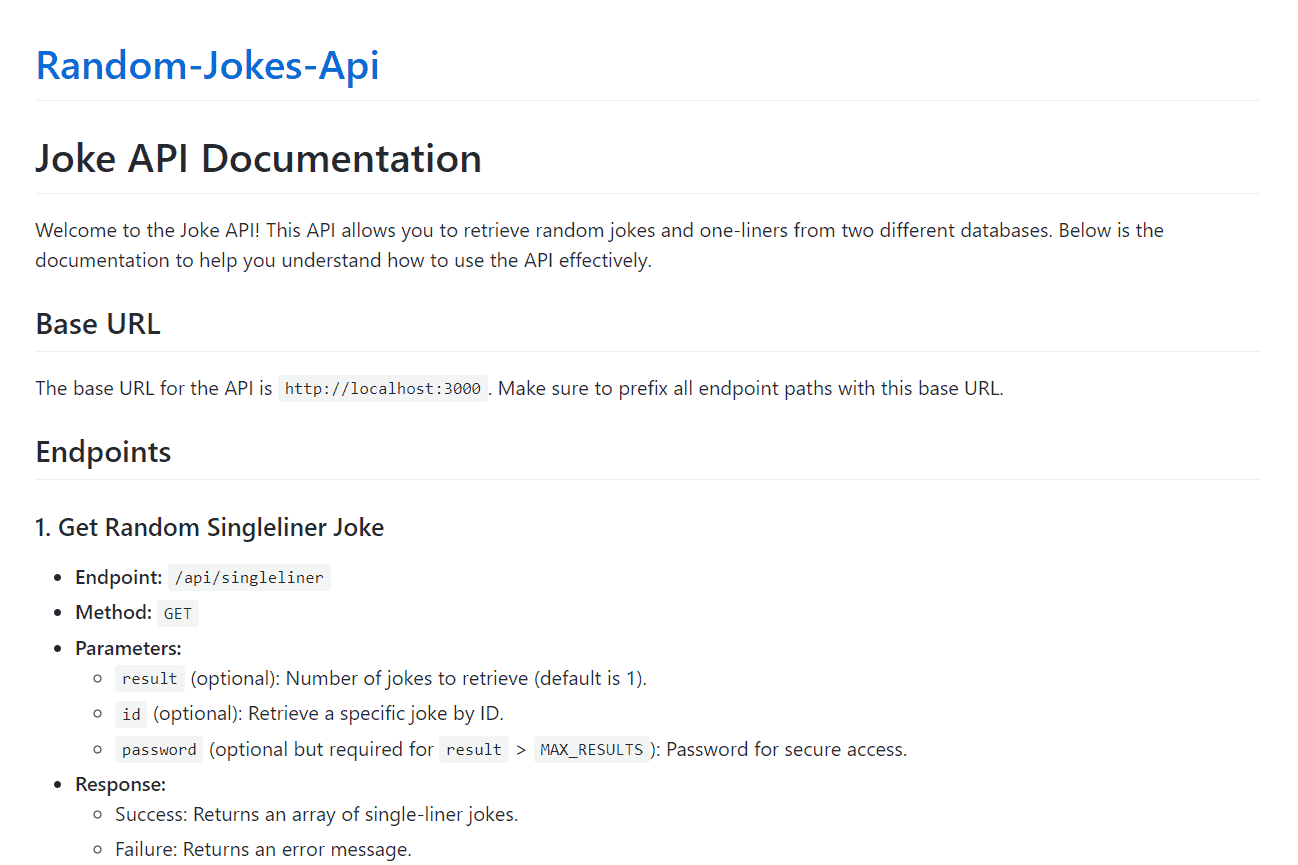 Random-Jokes-Api
Joke API Documentation
Welcome to the Joke API! This API allows you to retrieve random jokes and one-liners from two different databases. Below is the
documentation to help you understand how to use the API effectively.
Base URL
The base URL for the API is http://localhost:3000. Make sure to prefix all endpoint paths with this base URL.
Endpoints
1. Get Random Singleliner Joke
• Endpoint: /api/singleliner
• Method: GET
• Parameters:
○ result (optional): Number of jokes to retrieve (default is 1).
○ id (optional): Retrieve a specific joke by ID.
○ password (optional but required for result > MAX_RESULTS): Password for secure access.
• Response:
○ Success: Returns an array of single-liner jokes.
○ Failure: Returns an error message.